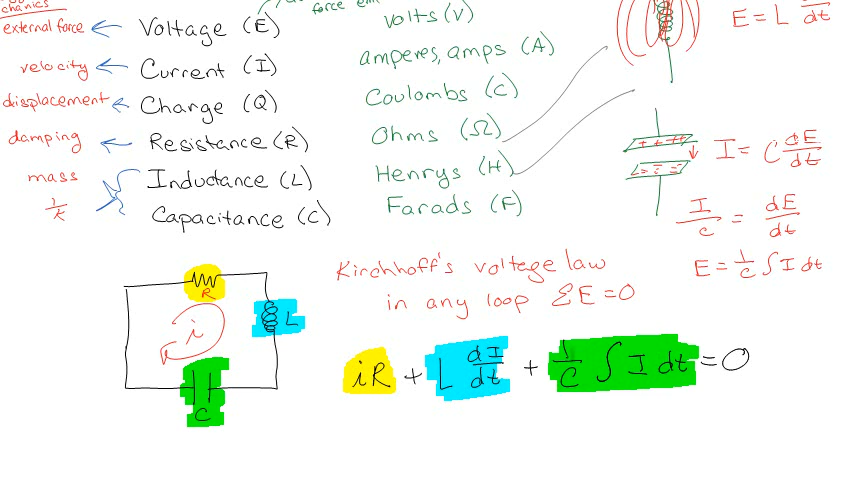 chanics
force em
external force ← Voltage (E) volts (V) E = L dI/dt
velocity ← Current (I) amperes, amps (A)
displacement ← Charge (Q) Coulombs (C)
damping ← Resistance (R) Ohms (Ω)
mass Inductance (L) Henrys (H)
1/k Capacitance (C) Farads (F)
+ + ++
- - -
I = C dE/dt
I/c = dE/dt
E = 1/c ∫ I dt
Kirchhoff's voltage law
in any loop ΣE = 0
R
L
i
C
iR + L dI/dt + 1/C ∫ I dt = 0